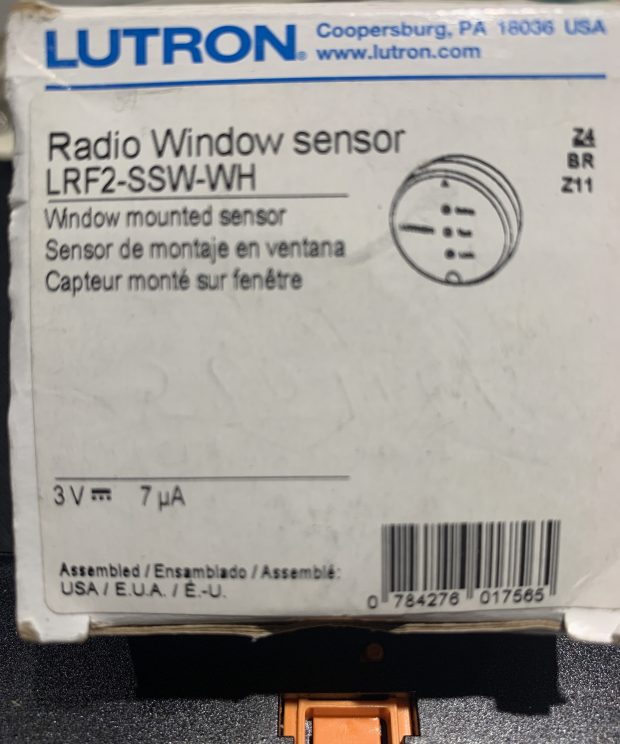 LUTRON®
Coopersburg, PA 18036 USA
www.lutron.com
Radio Window sensor
LRF2-SSW-WH
Window mounted sensor
Sensor de montaje en ventana
Capteur monté sur fenêtre
Z4
BR
Z11
3 V ⎓ 7 µA
Assembled / Ensamblado / Assemblé:
USA / E.U.A. / É.-U.
0 784276 017565